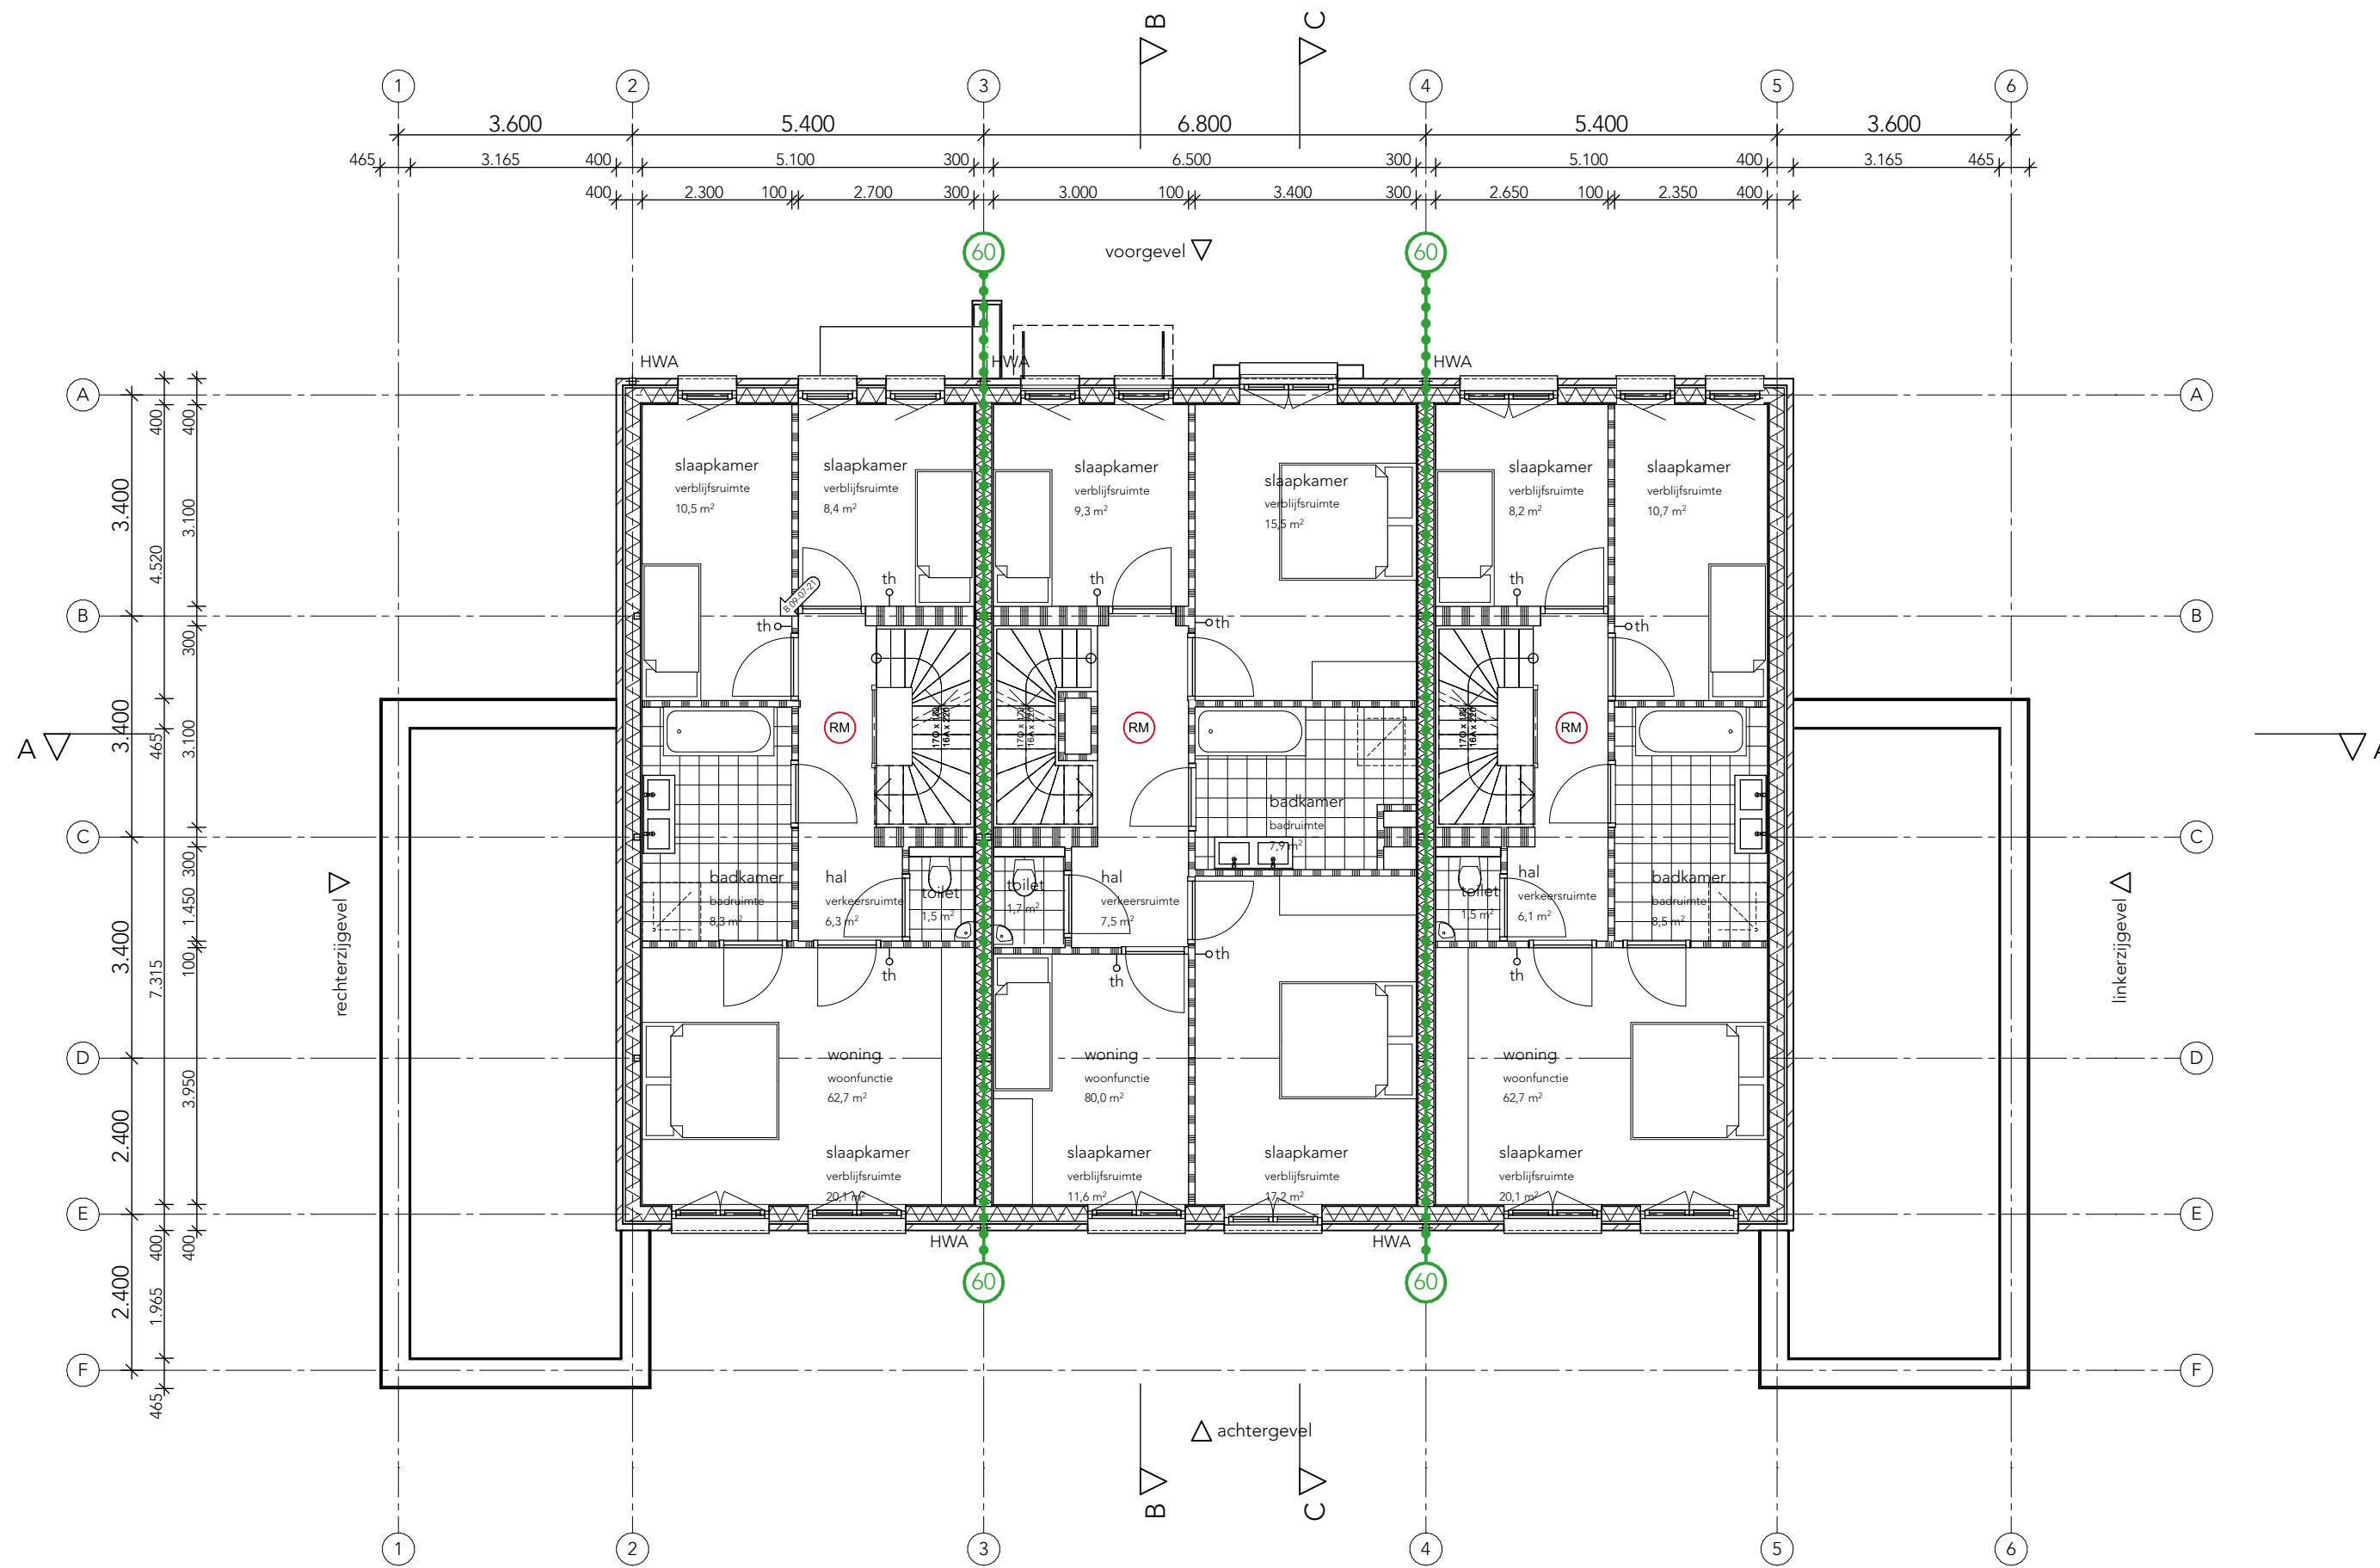 B
C
1
2
3
4
5
6
3.600
5.400
6.800
5.400
3.600
465
3.165
400
5.100
300
6.500
300
5.100
400
3.165
465
400
2.300
100
2.700
300
3.000
100
3.400
300
2.650
100
2.350
400
60
60
voorgevel
HWA
HWA
HWA
A
A
400
400
3.400
3.100
4.520
slaapkamer
verblijfsruimte
10,5 m²
slaapkamer
verblijfsruimte
8,4 m²
slaapkamer
verblijfsruimte
9,3 m²
slaapkamer
verblijfsruimte
15,5 m²
slaapkamer
verblijfsruimte
8,2 m²
slaapkamer
verblijfsruimte
10,7 m²
B 09-07-21
th
th
th
th
th
th
B
B
300
3.400
465
3.100
A
RM
RM
RM
16A x 220
16A x 220
16A x 220
badkamer
badruimte
7,9 m²
C
C
300
1.450
3.400
7.315
100
rechterzijgevel
linkerzijgevel
badkamer
badruimte
8,3 m²
hal
verkeersruimte
6,3 m²
toilet
1,5 m²
toilet
1,7 m²
hal
verkeersruimte
7,5 m²
toilet
1,5 m²
hal
verkeersruimte
6,1 m²
badkamer
badruimte
8,5 m²
th
th
th
th
D
D
3.950
2.400
woning
woonfunctie
62,7 m²
woning
woonfunctie
80,0 m²
woning
woonfunctie
62,7 m²
slaapkamer
verblijfsruimte
20,1 m²
slaapkamer
verblijfsruimte
11,6 m²
slaapkamer
verblijfsruimte
17,2 m²
slaapkamer
verblijfsruimte
20,1 m²
E
E
400
400
2.400
1.965
HWA
HWA
60
60
F
F
465
achtergevel
B
C
1
2
3
4
5
6